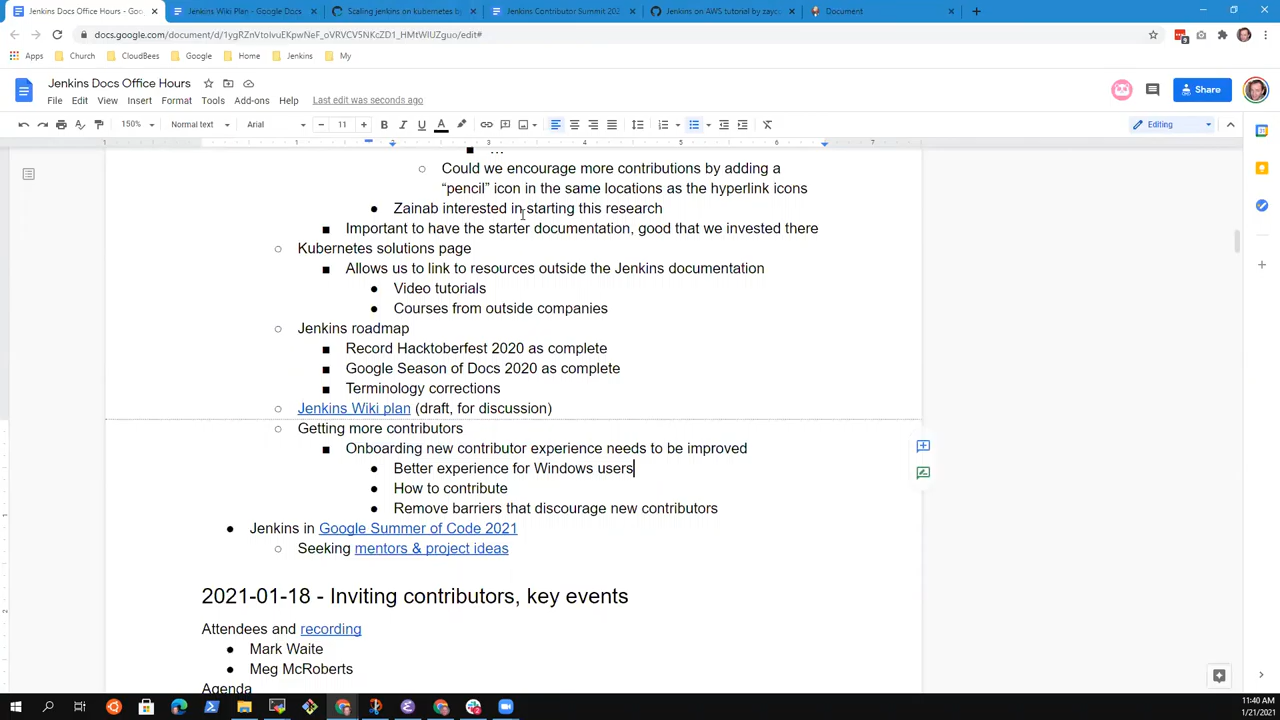 Jenkins Docs Office Hours - Goo
Jenkins Wiki Plan - Google Docs
Scaling jenkins on kubernetes by
Jenkins Contributor Summit 202
Jenkins on AWS tutorial by zayc
Document
docs.google.com/document/d/1ygRZnVtoIvuEKpwNeF_oVRVCV5NKcZD1_HMtWIUZguo/edit#
Apps
Church
CloudBees
Google
Home
Jenkins
My
Jenkins Docs Office Hours
File Edit View Insert Format Tools Add-ons Help Last edit was seconds ago
Share
150% Normal text Arial 11 Editing
1 2 3 4 5 6 7
■ ...
○ Could we encourage more contributions by adding a
“pencil” icon in the same locations as the hyperlink icons
● Zainab interested in starting this research
■ Important to have the starter documentation, good that we invested there
○ Kubernetes solutions page
■ Allows us to link to resources outside the Jenkins documentation
● Video tutorials
● Courses from outside companies
○ Jenkins roadmap
■ Record Hacktoberfest 2020 as complete
■ Google Season of Docs 2020 as complete
■ Terminology corrections
○ Jenkins Wiki plan (draft, for discussion)
○ Getting more contributors
■ Onboarding new contributor experience needs to be improved
● Better experience for Windows users
● How to contribute
● Remove barriers that discourage new contributors
● Jenkins in Google Summer of Code 2021
○ Seeking mentors & project ideas
2021-01-18 - Inviting contributors, key events
Attendees and recording
● Mark Waite
● Meg McRoberts
Agenda
11:40 AM
1/21/2021